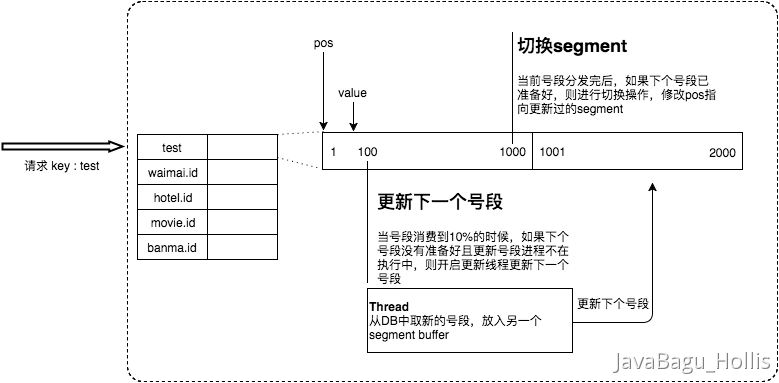 pos
value
切换segment
当前号段分发完后，如果下个号段已
准备好，则进行切换操作，修改pos指
向更新过的segment
请求 key : test
test
waimai.id
hotel.id
movie.id
banma.id
1 100 1000 1001 2000
更新下一个号段
当号段消费到10%的时候，如果下个
号段没有准备好且更新号段进程不在
执行中，则开启更新线程更新下一个
号段
Thread
从DB中取新的号段，放入另一个
segment buffer
更新下个号段
JavaBagu_Hollis